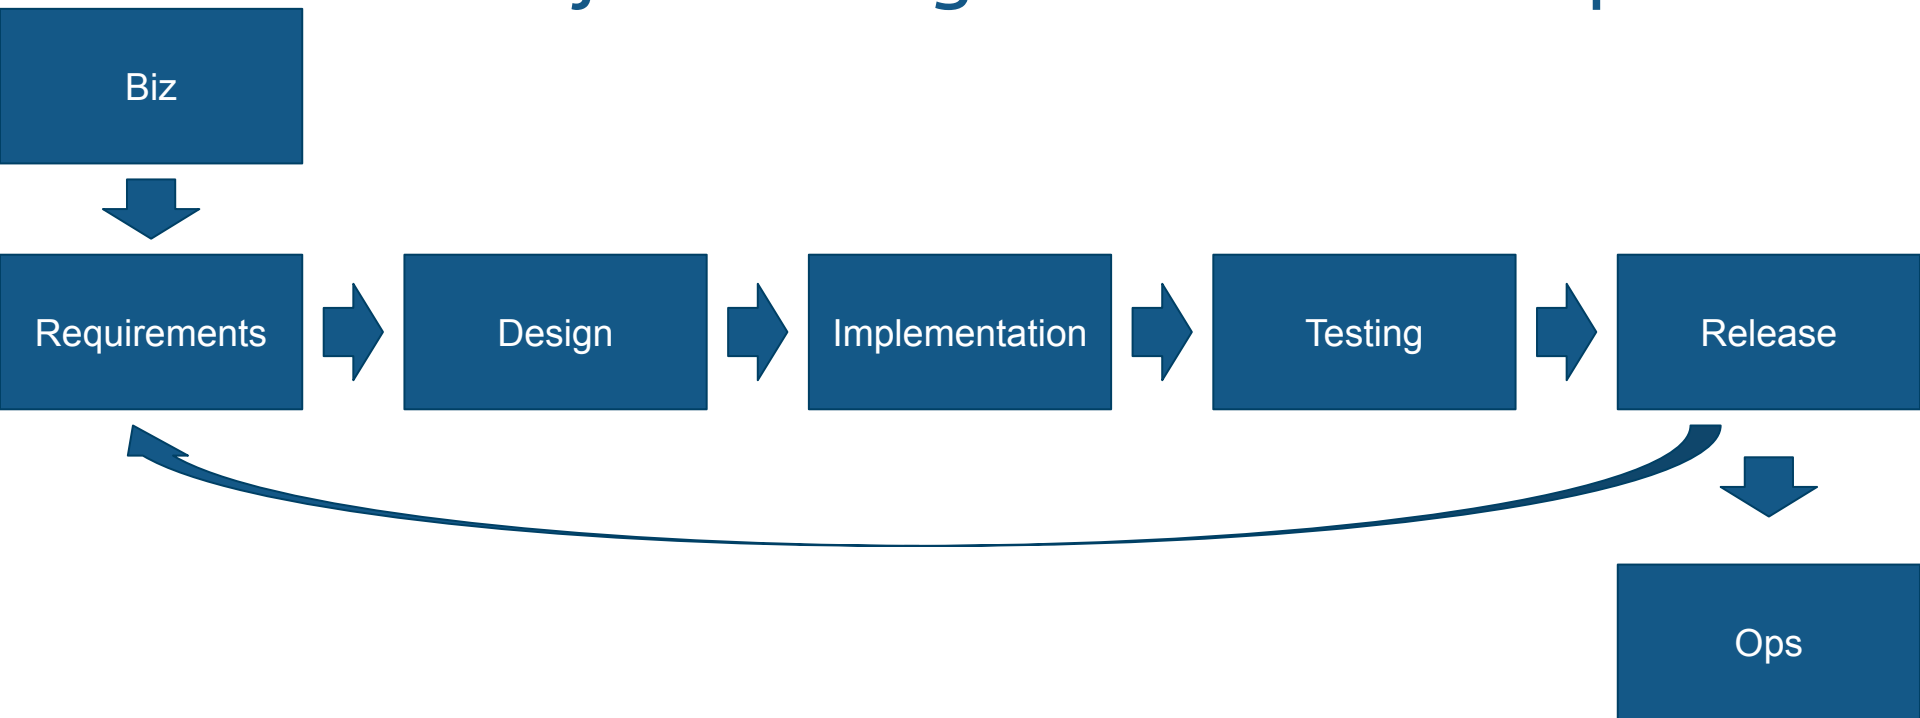 Biz
Requirements
Design
Implementation
Testing
Release
Ops